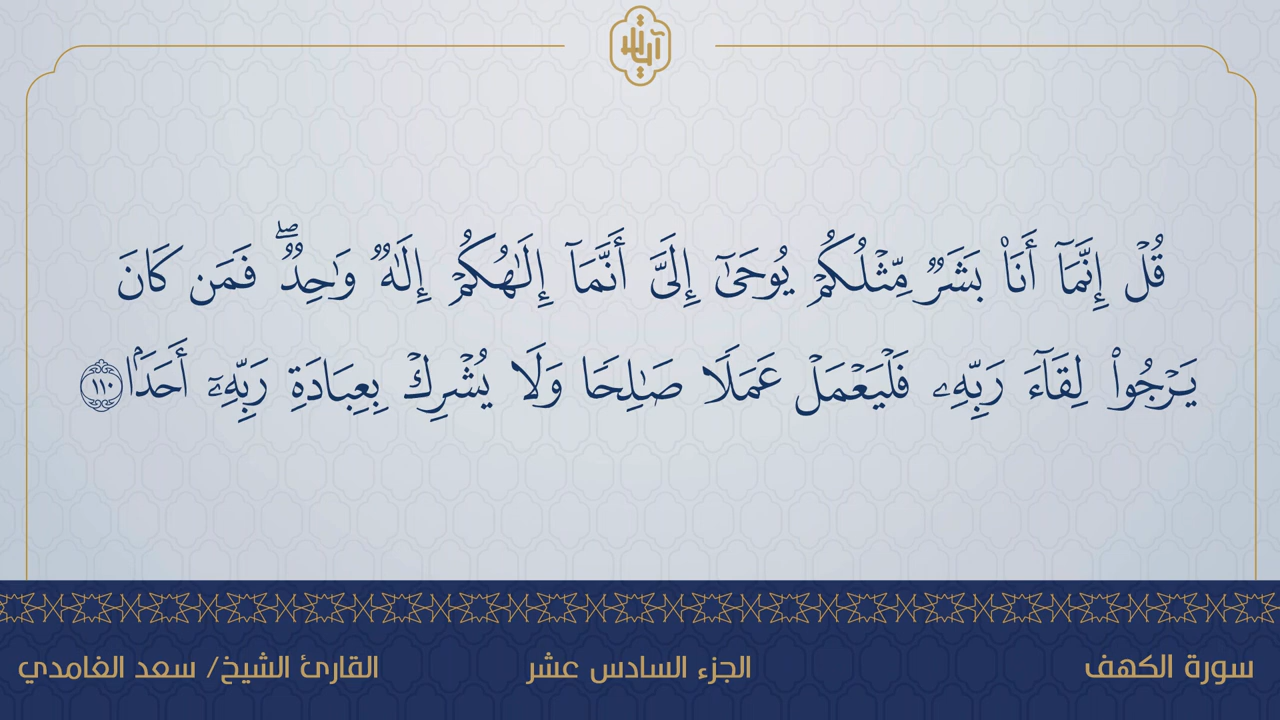 آيات
قُلْ إِنَّمَآ أَنَا۠ بَشَرٌ مِّثْلُكُمْ يُوحَىٰٓ إِلَىَّ أَنَّمَآ إِلَـٰهُكُمْ إِلَـٰهٌ وَٰحِدٌ ۖ فَمَن كَانَ
يَرْجُوا۟ لِقَآءَ رَبِّهِۦ فَلْيَعْمَلْ عَمَلًا صَـٰلِحًا وَلَا يُشْرِكْ بِعِبَادَةِ رَبِّهِۦٓ أَحَدًۢا ١١٠
سورة الكهف الجزء السادس عشر القارئ الشيخ/ سعد الغامدي